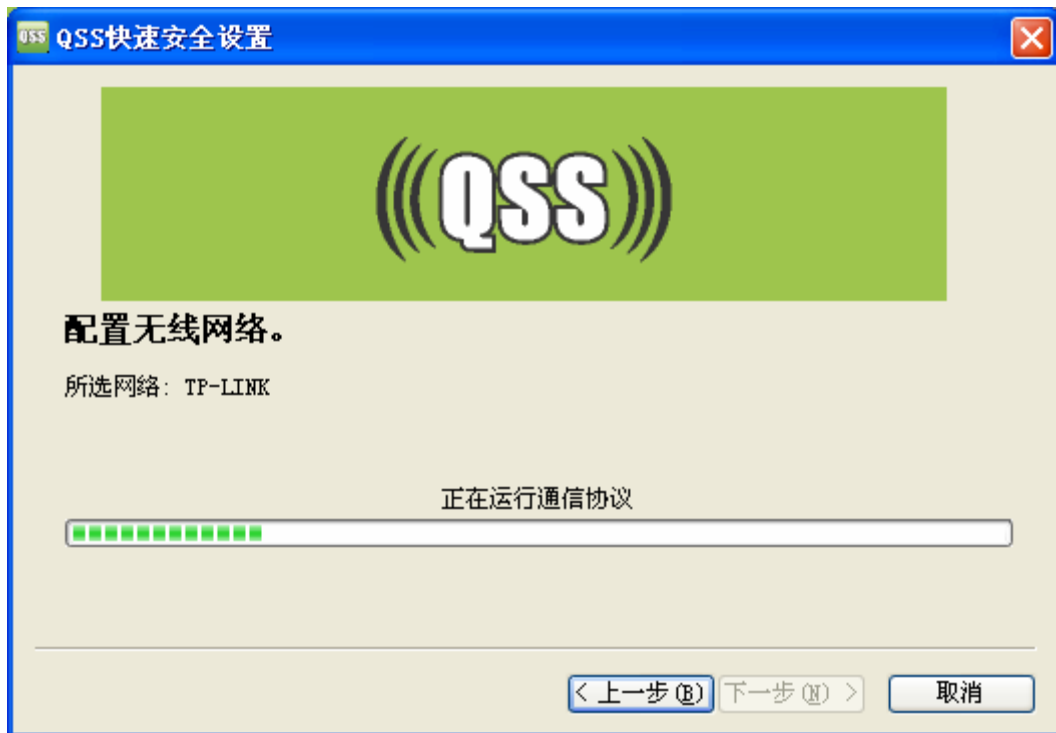 QSS QSS快速安全设置
(((QSS)))
配置无线网络。
所选网络: TP-LINK
正在运行通信协议
< 上一步(B) 下一步(N) > 取消